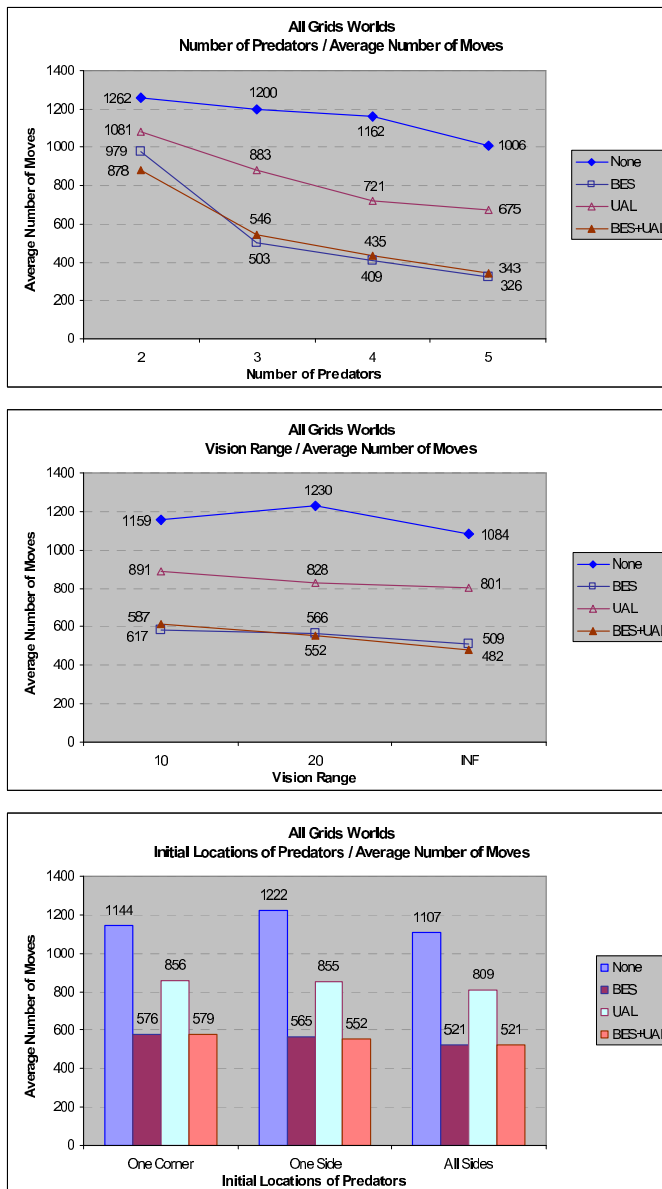 All Grids Worlds
Number of Predators / Average Number of Moves
Average Number of Moves
1400
1200
1000
800
600
400
200
0
1262
1200
1162
1006
1081
883
721
675
979
503
409
326
878
546
435
343
2
3
4
5
Number of Predators
None
BES
UAL
BES+UAL
All Grids Worlds
Vision Range / Average Number of Moves
Average Number of Moves
1400
1200
1000
800
600
400
200
0
1159
1230
1084
891
828
801
587
566
509
617
552
482
10
20
INF
Vision Range
None
BES
UAL
BES+UAL
All Grids Worlds
Initial Locations of Predators / Average Number of Moves
Average Number of Moves
1400
1200
1000
800
600
400
200
0
1144
576
856
579
1222
565
855
552
1107
521
809
521
One Corner
One Side
All Sides
Initial Locations of Predators
None
BES
UAL
BES+UAL